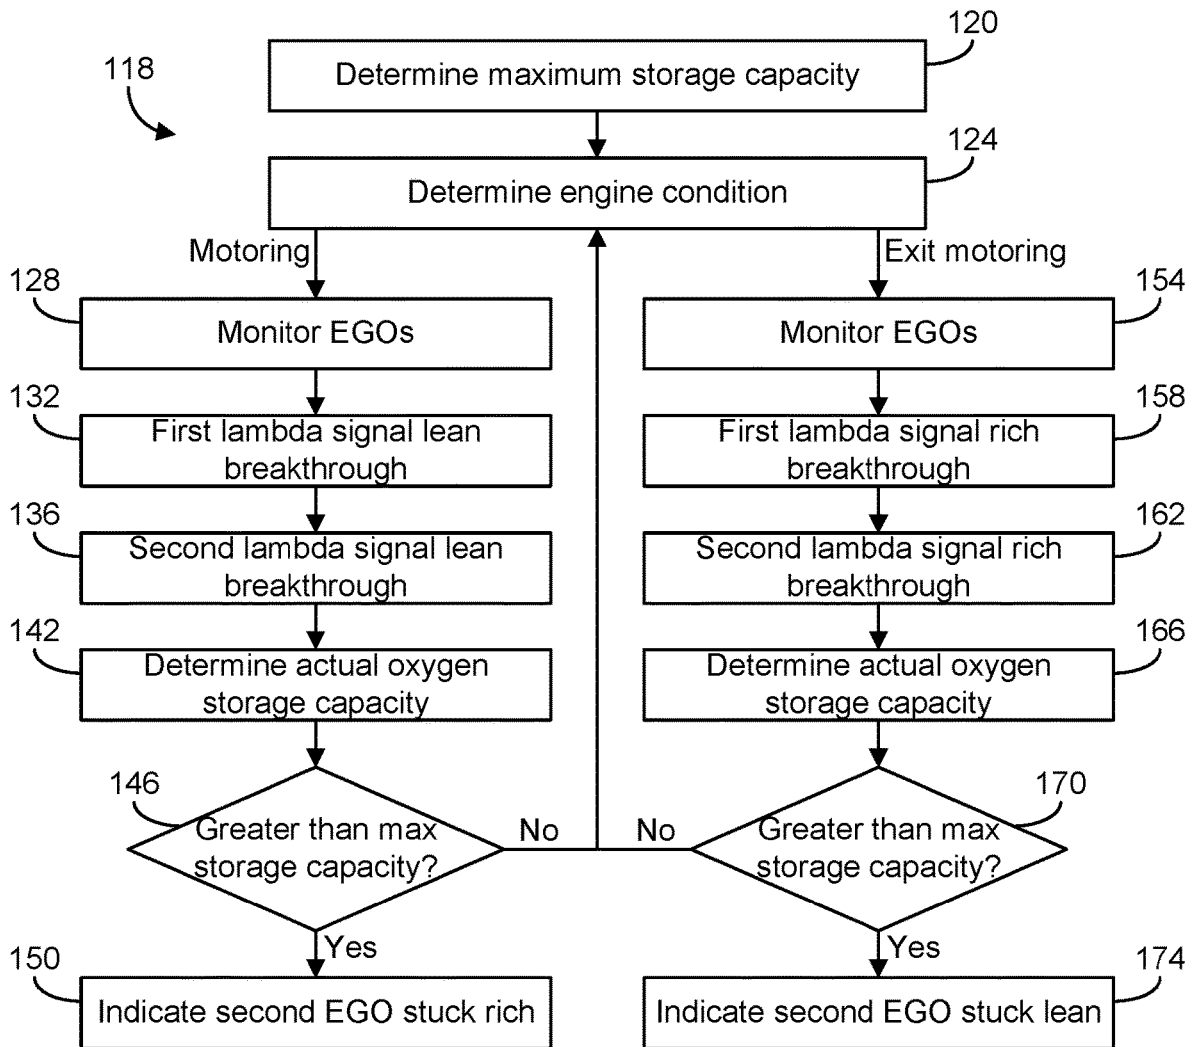 120
Determine maximum storage capacity
118
124
Determine engine condition
Motoring
Exit motoring
128
Monitor EGOs
154
Monitor EGOs
132
First lambda signal lean
breakthrough
158
First lambda signal rich
breakthrough
136
Second lambda signal lean
breakthrough
162
Second lambda signal rich
breakthrough
142
Determine actual oxygen
storage capacity
166
Determine actual oxygen
storage capacity
146
Greater than max
storage capacity?
No
No
170
Greater than max
storage capacity?
Yes
Yes
150
Indicate second EGO stuck rich
174
Indicate second EGO stuck lean